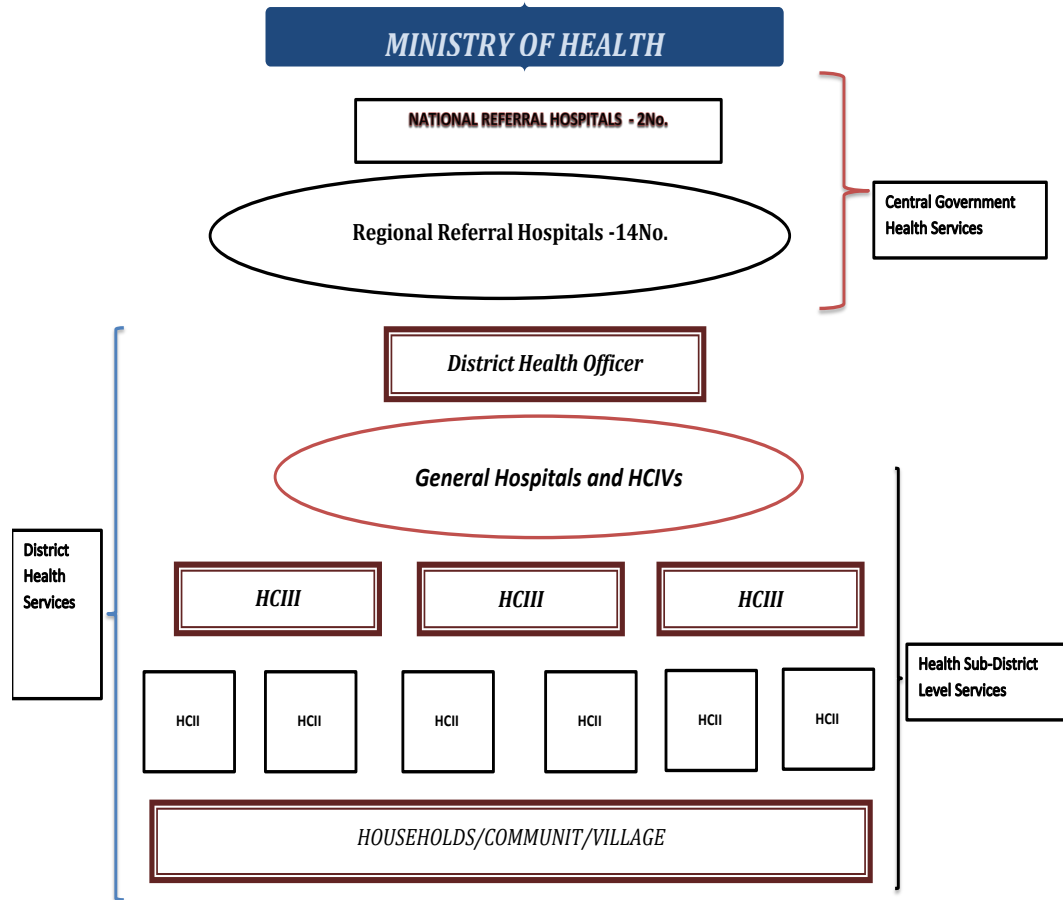 MINISTRY OF HEALTH
NATIONAL REFERRAL HOSPITALS - 2No.
Regional Referral Hospitals -14No.
Central Government
Health Services
District Health Officer
General Hospitals and HCIVs
District
Health
Services
HCIII
HCIII
HCIII
Health Sub-District
Level Services
HCII
HCII
HCII
HCII
HCII
HCII
HOUSEHOLDS/COMMUNIT/VILLAGE